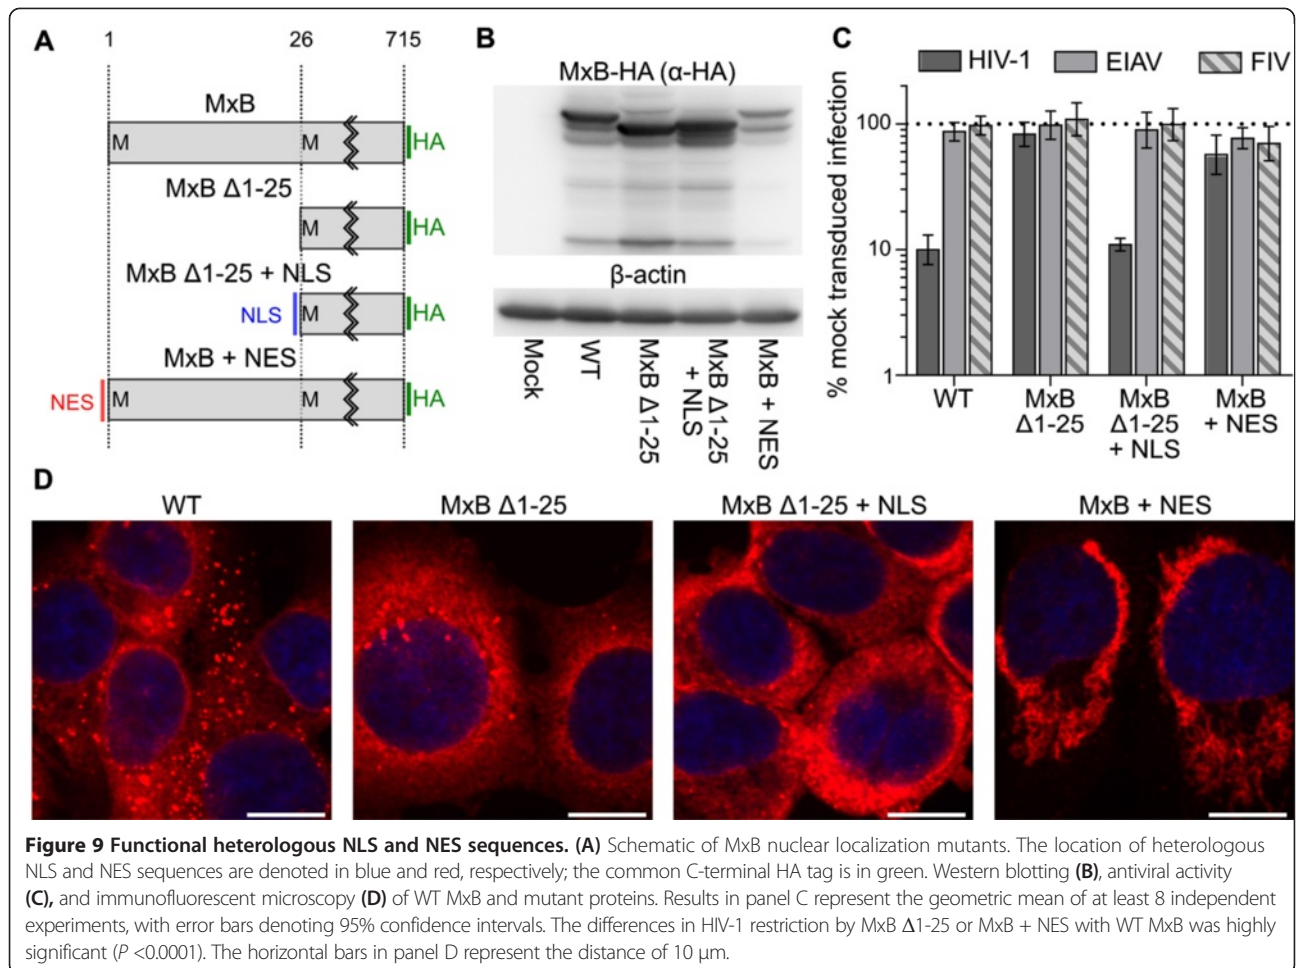 A
1 26 715
MxB
M M HA
MxB Δ1-25
M HA
MxB Δ1-25 + NLS
NLS M HA
MxB + NES
NES M M HA
B
MxB-HA (α-HA)
β-actin
Mock
WT
MxB Δ1-25
MxB Δ1-25
+ NLS
MxB + NES
C
HIV-1 EIAV FIV
% mock transduced infection
100
10
1
WT
MxB
Δ1-25
MxB
Δ1-25
+ NLS
MxB
+ NES
D
WT MxB Δ1-25 MxB Δ1-25 + NLS MxB + NES
Figure 9 Functional heterologous NLS and NES sequences. (A) Schematic of MxB nuclear localization mutants. The location of heterologous
NLS and NES sequences are denoted in blue and red, respectively; the common C-terminal HA tag is in green. Western blotting (B), antiviral activity
(C), and immunofluorescent microscopy (D) of WT MxB and mutant proteins. Results in panel C represent the geometric mean of at least 8 independent
experiments, with error bars denoting 95% confidence intervals. The differences in HIV-1 restriction by MxB Δ1-25 or MxB + NES with WT MxB was highly
significant (P <0.0001). The horizontal bars in panel D represent the distance of 10 μm.